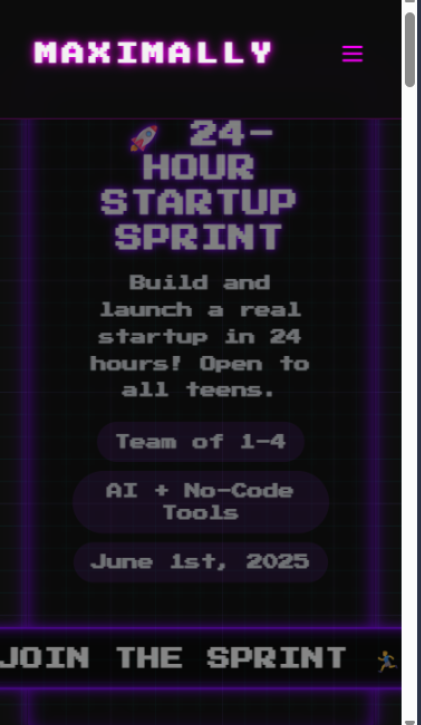 MAXIMALLY
🚀 24-
HOUR
STARTUP
SPRINT
Build and
launch a real
startup in 24
hours! Open to
all teens.
Team of 1-4
AI + No-Code
Tools
June 1st, 2025
JOIN THE SPRINT 🏃